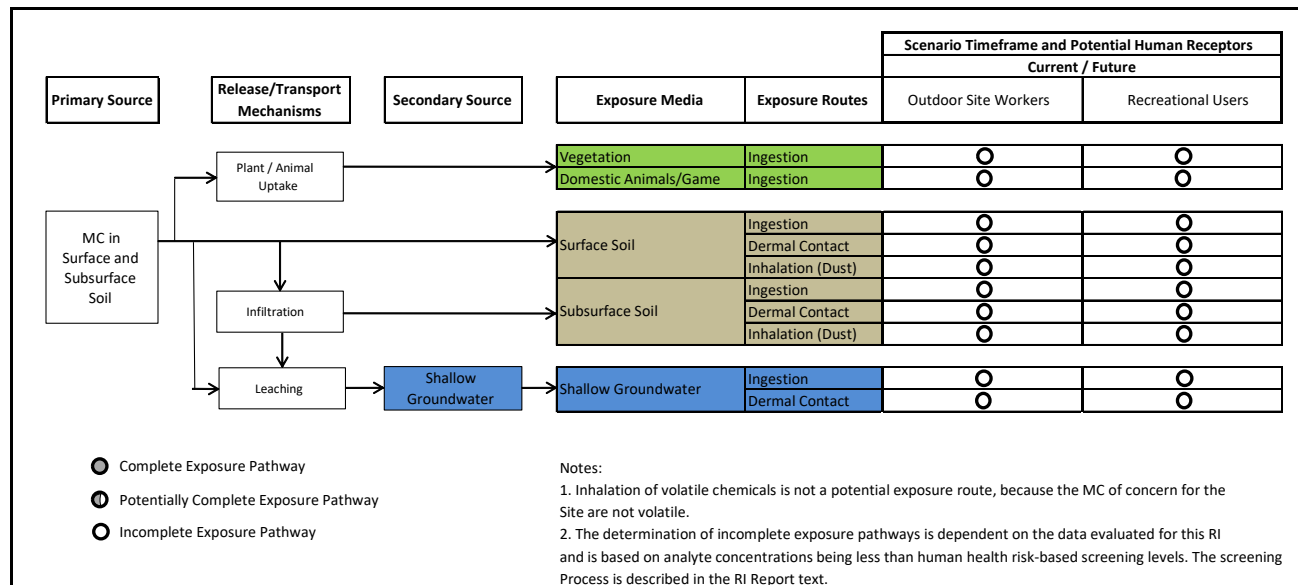 Scenario Timeframe and Potential Human Receptors
Current / Future
Primary Source
Release/Transport
Mechanisms
Secondary Source
Exposure Media
Exposure Routes
Outdoor Site Workers
Recreational Users
Plant / Animal
Uptake
Vegetation
Ingestion
Domestic Animals/Game
Ingestion
MC in
Surface and
Subsurface
Soil
Surface Soil
Ingestion
Dermal Contact
Inhalation (Dust)
Infiltration
Subsurface Soil
Ingestion
Dermal Contact
Inhalation (Dust)
Leaching
Shallow
Groundwater
Shallow Groundwater
Ingestion
Dermal Contact
Complete Exposure Pathway
Potentially Complete Exposure Pathway
Incomplete Exposure Pathway
Notes:
1. Inhalation of volatile chemicals is not a potential exposure route, because the MC of concern for the
Site are not volatile.
2. The determination of incomplete exposure pathways is dependent on the data evaluated for this RI
and is based on analyte concentrations being less than human health risk-based screening levels. The screening
Process is described in the RI Report text.